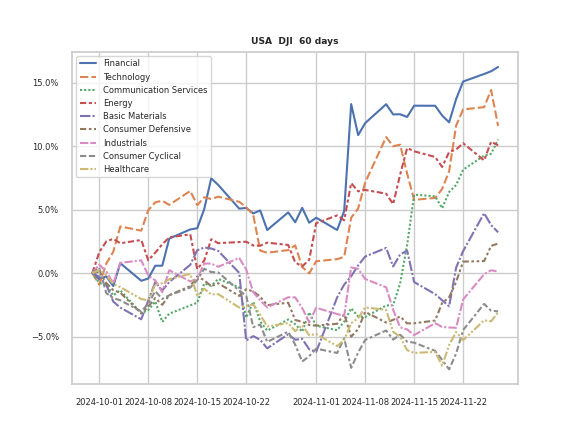 USA  DJI  60 days
Financial
Technology
Communication Services
Energy
Basic Materials
Consumer Defensive
Industrials
Consumer Cyclical
Healthcare
15.0%
10.0%
5.0%
0.0%
−5.0%
2024-10-01 2024-10-08 2024-10-15 2024-10-22 2024-11-01 2024-11-08 2024-11-15 2024-11-22